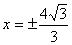 x = ± 4√3 / 3